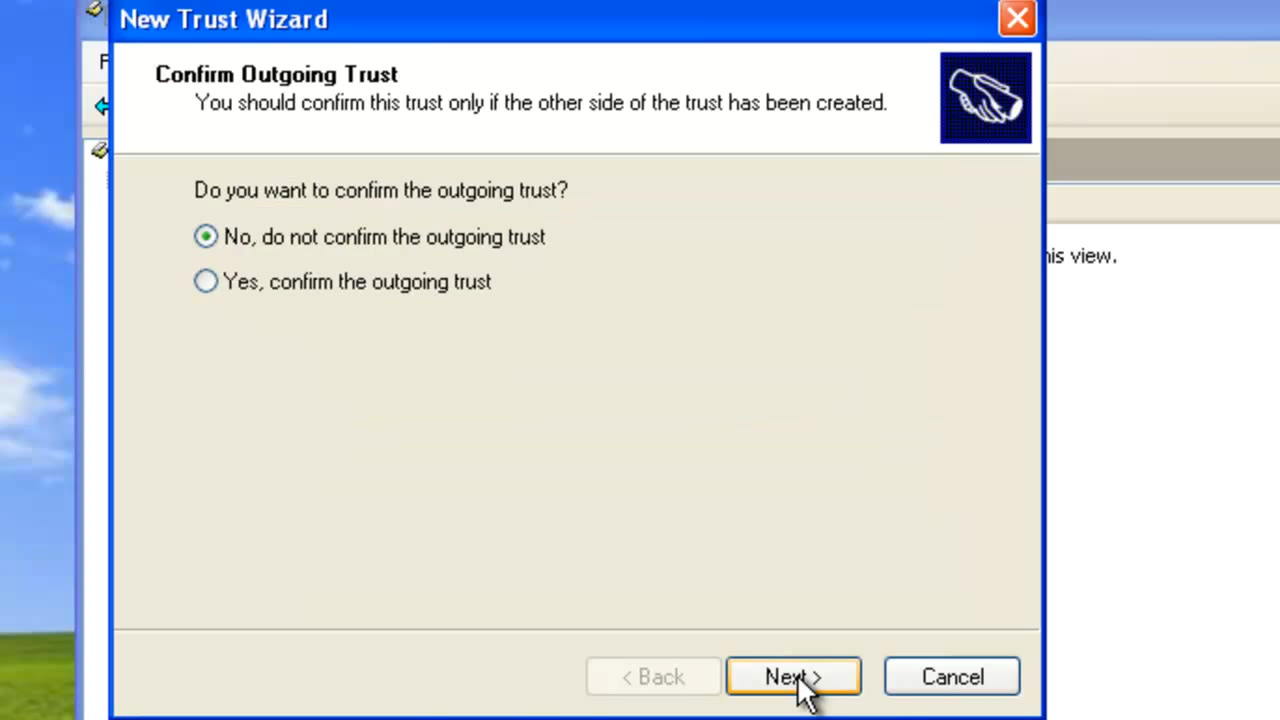 New Trust Wizard
F
Confirm Outgoing Trust
You should confirm this trust only if the other side of the trust has been created.
Do you want to confirm the outgoing trust?
No, do not confirm the outgoing trust
Yes, confirm the outgoing trust
his view.
< Back
Next >
Cancel